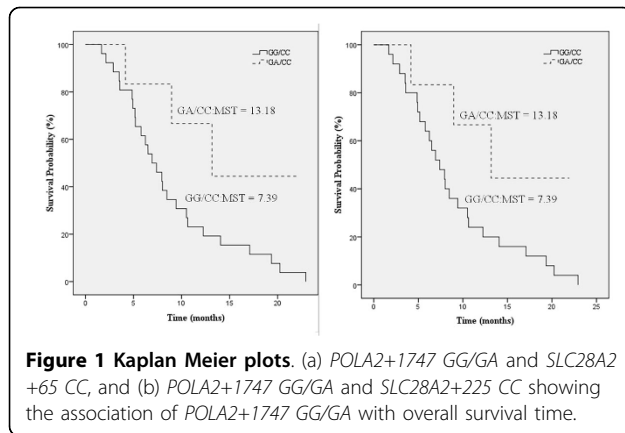 100
80
60
40
20
0
Survival Probability (%)
GG/CC
GA/CC
GA/CC:MST = 13.18
GG/CC:MST = 7.39
0 5 10 15 20
Time (months)
100
80
60
40
20
0
Survival Probability (%)
GG/CC
GA/CC
GA/CC:MST = 13.18
GG/CC:MST = 7.39
0 5 10 15 20 25
Time (months)
Figure 1 Kaplan Meier plots. (a) POLA2+1747 GG/GA and SLC28A2
+65 CC, and (b) POLA2+1747 GG/GA and SLC28A2+225 CC showing
the association of POLA2+1747 GG/GA with overall survival time.